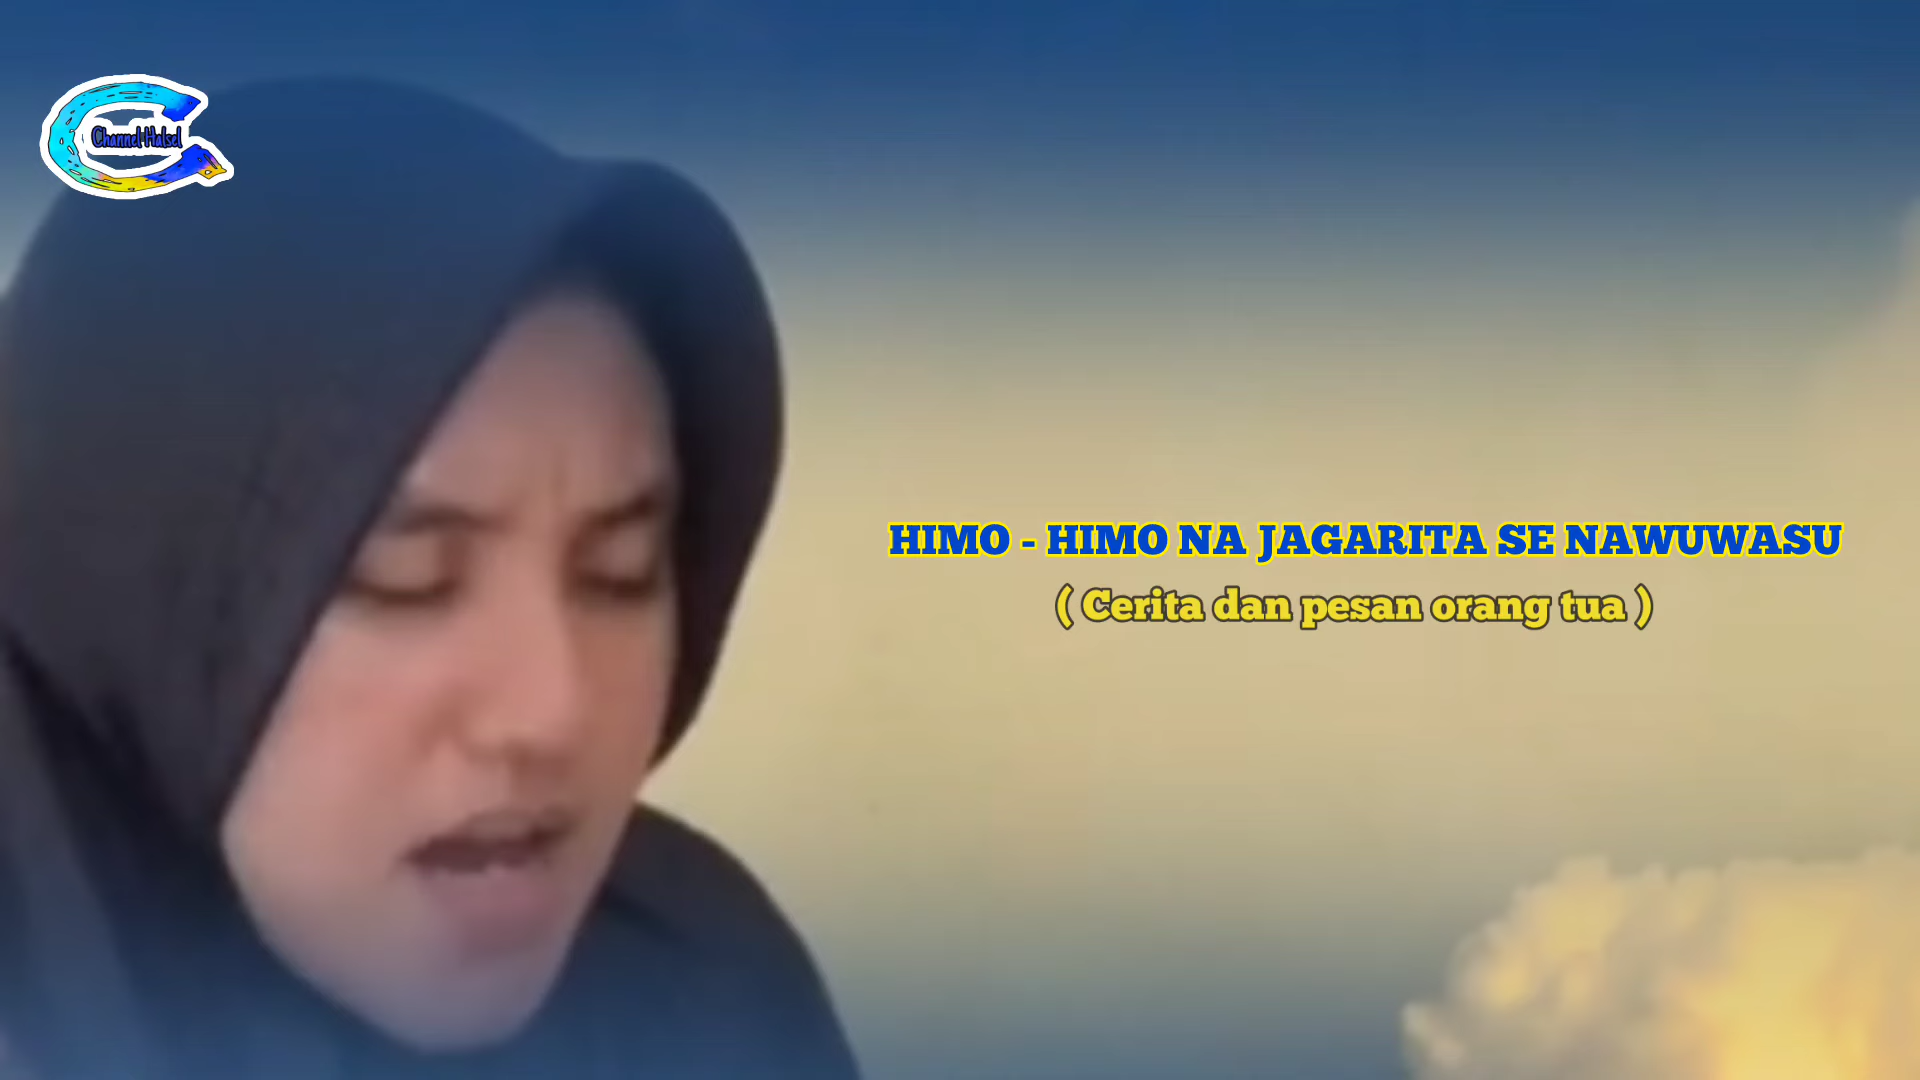 Channel Halsel
HIMO - HIMO NA JAGARITA SE NAWUWASU
( Cerita dan pesan orang tua )